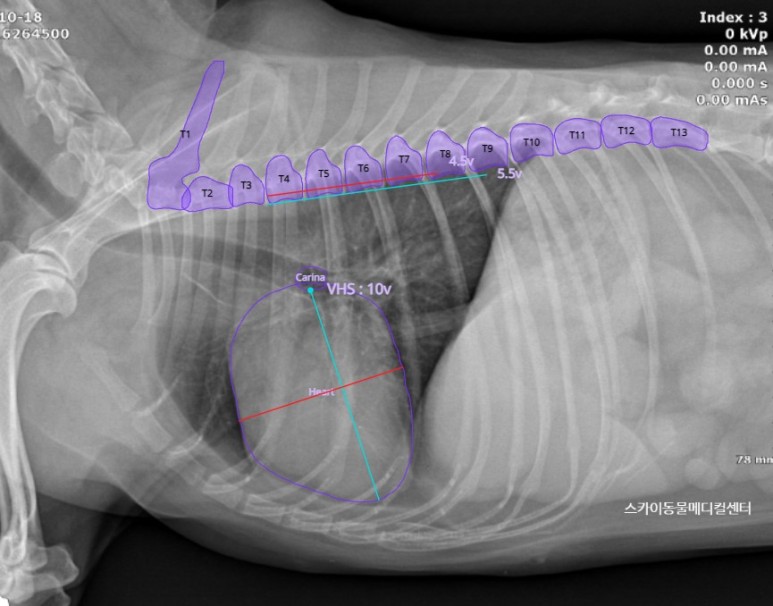 10-18
6264500
Index : 3
0 kVp
0.00 mA
0.00 mA
0.000 s
0.00 mAs
T1
T2
T3
T4
T5
T6
T7
T8
T9
T10
T11
T12
T13
4.5v
5.5v
Carina
VHS : 10v
Heart
78 mm
스카이동물메디컬센터